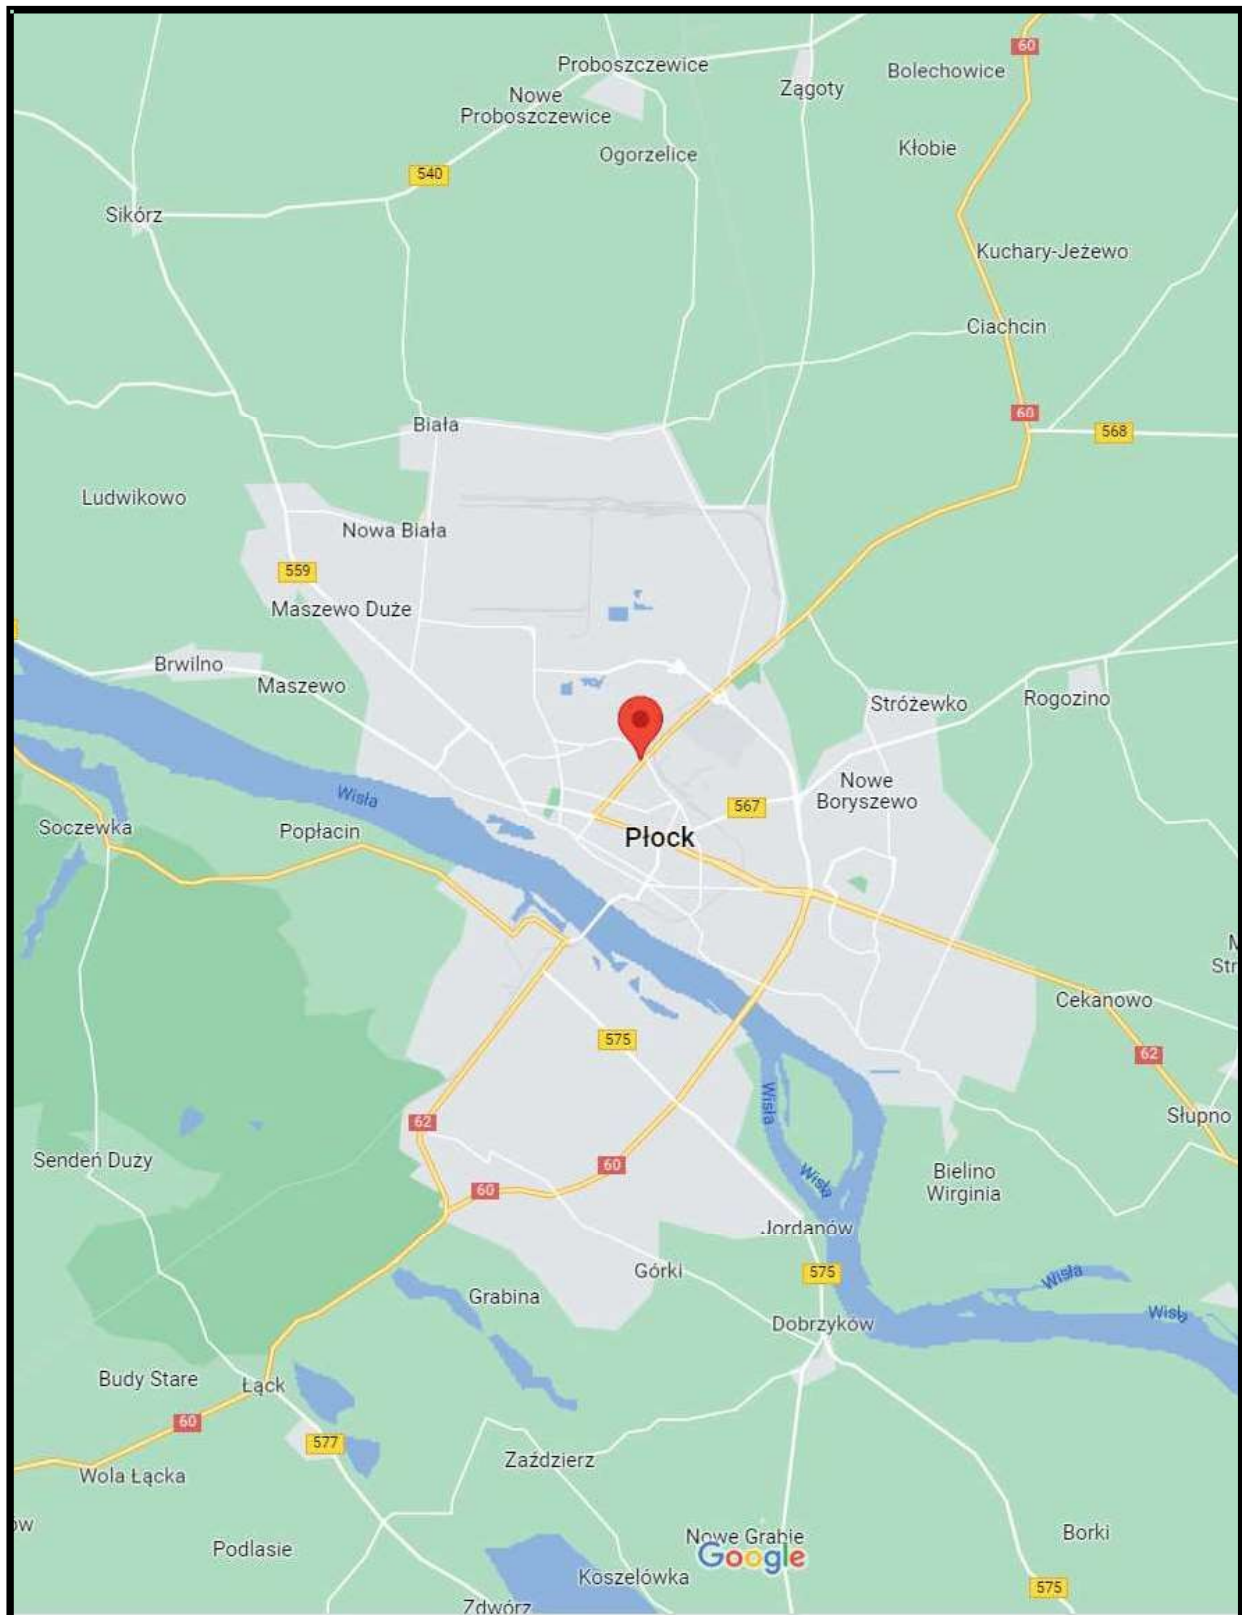 60
Proboszczewice
Bolechowice
Zągoty
Nowe
Proboszczewice
Kłobie
Ogorzelice
540
Sikórz
Kuchary-Jeżewo
Ciachcin
60
Biała
568
Ludwikowo
Nowa Biała
559
Maszewo Duże
Brwilno
Maszewo
Stróżewko
Rogozino
Nowe
Boryszewo
Wisła
567
Soczewka
Popłacin
Płock
Cekanowo
575
62
Wisła
Słupno
62
Sendeń Duży
60
60
Bielino
Wirginia
Wisła
Jordanów
Górki
575
Wisła
Grabina
Wisła
Dobrzyków
Budy Stare
Łąck
60
577
Zaździerz
Wola Łącka
Nowe Grabie
Borki
Podlasie
Google
Koszelówka
575
Zdwórz